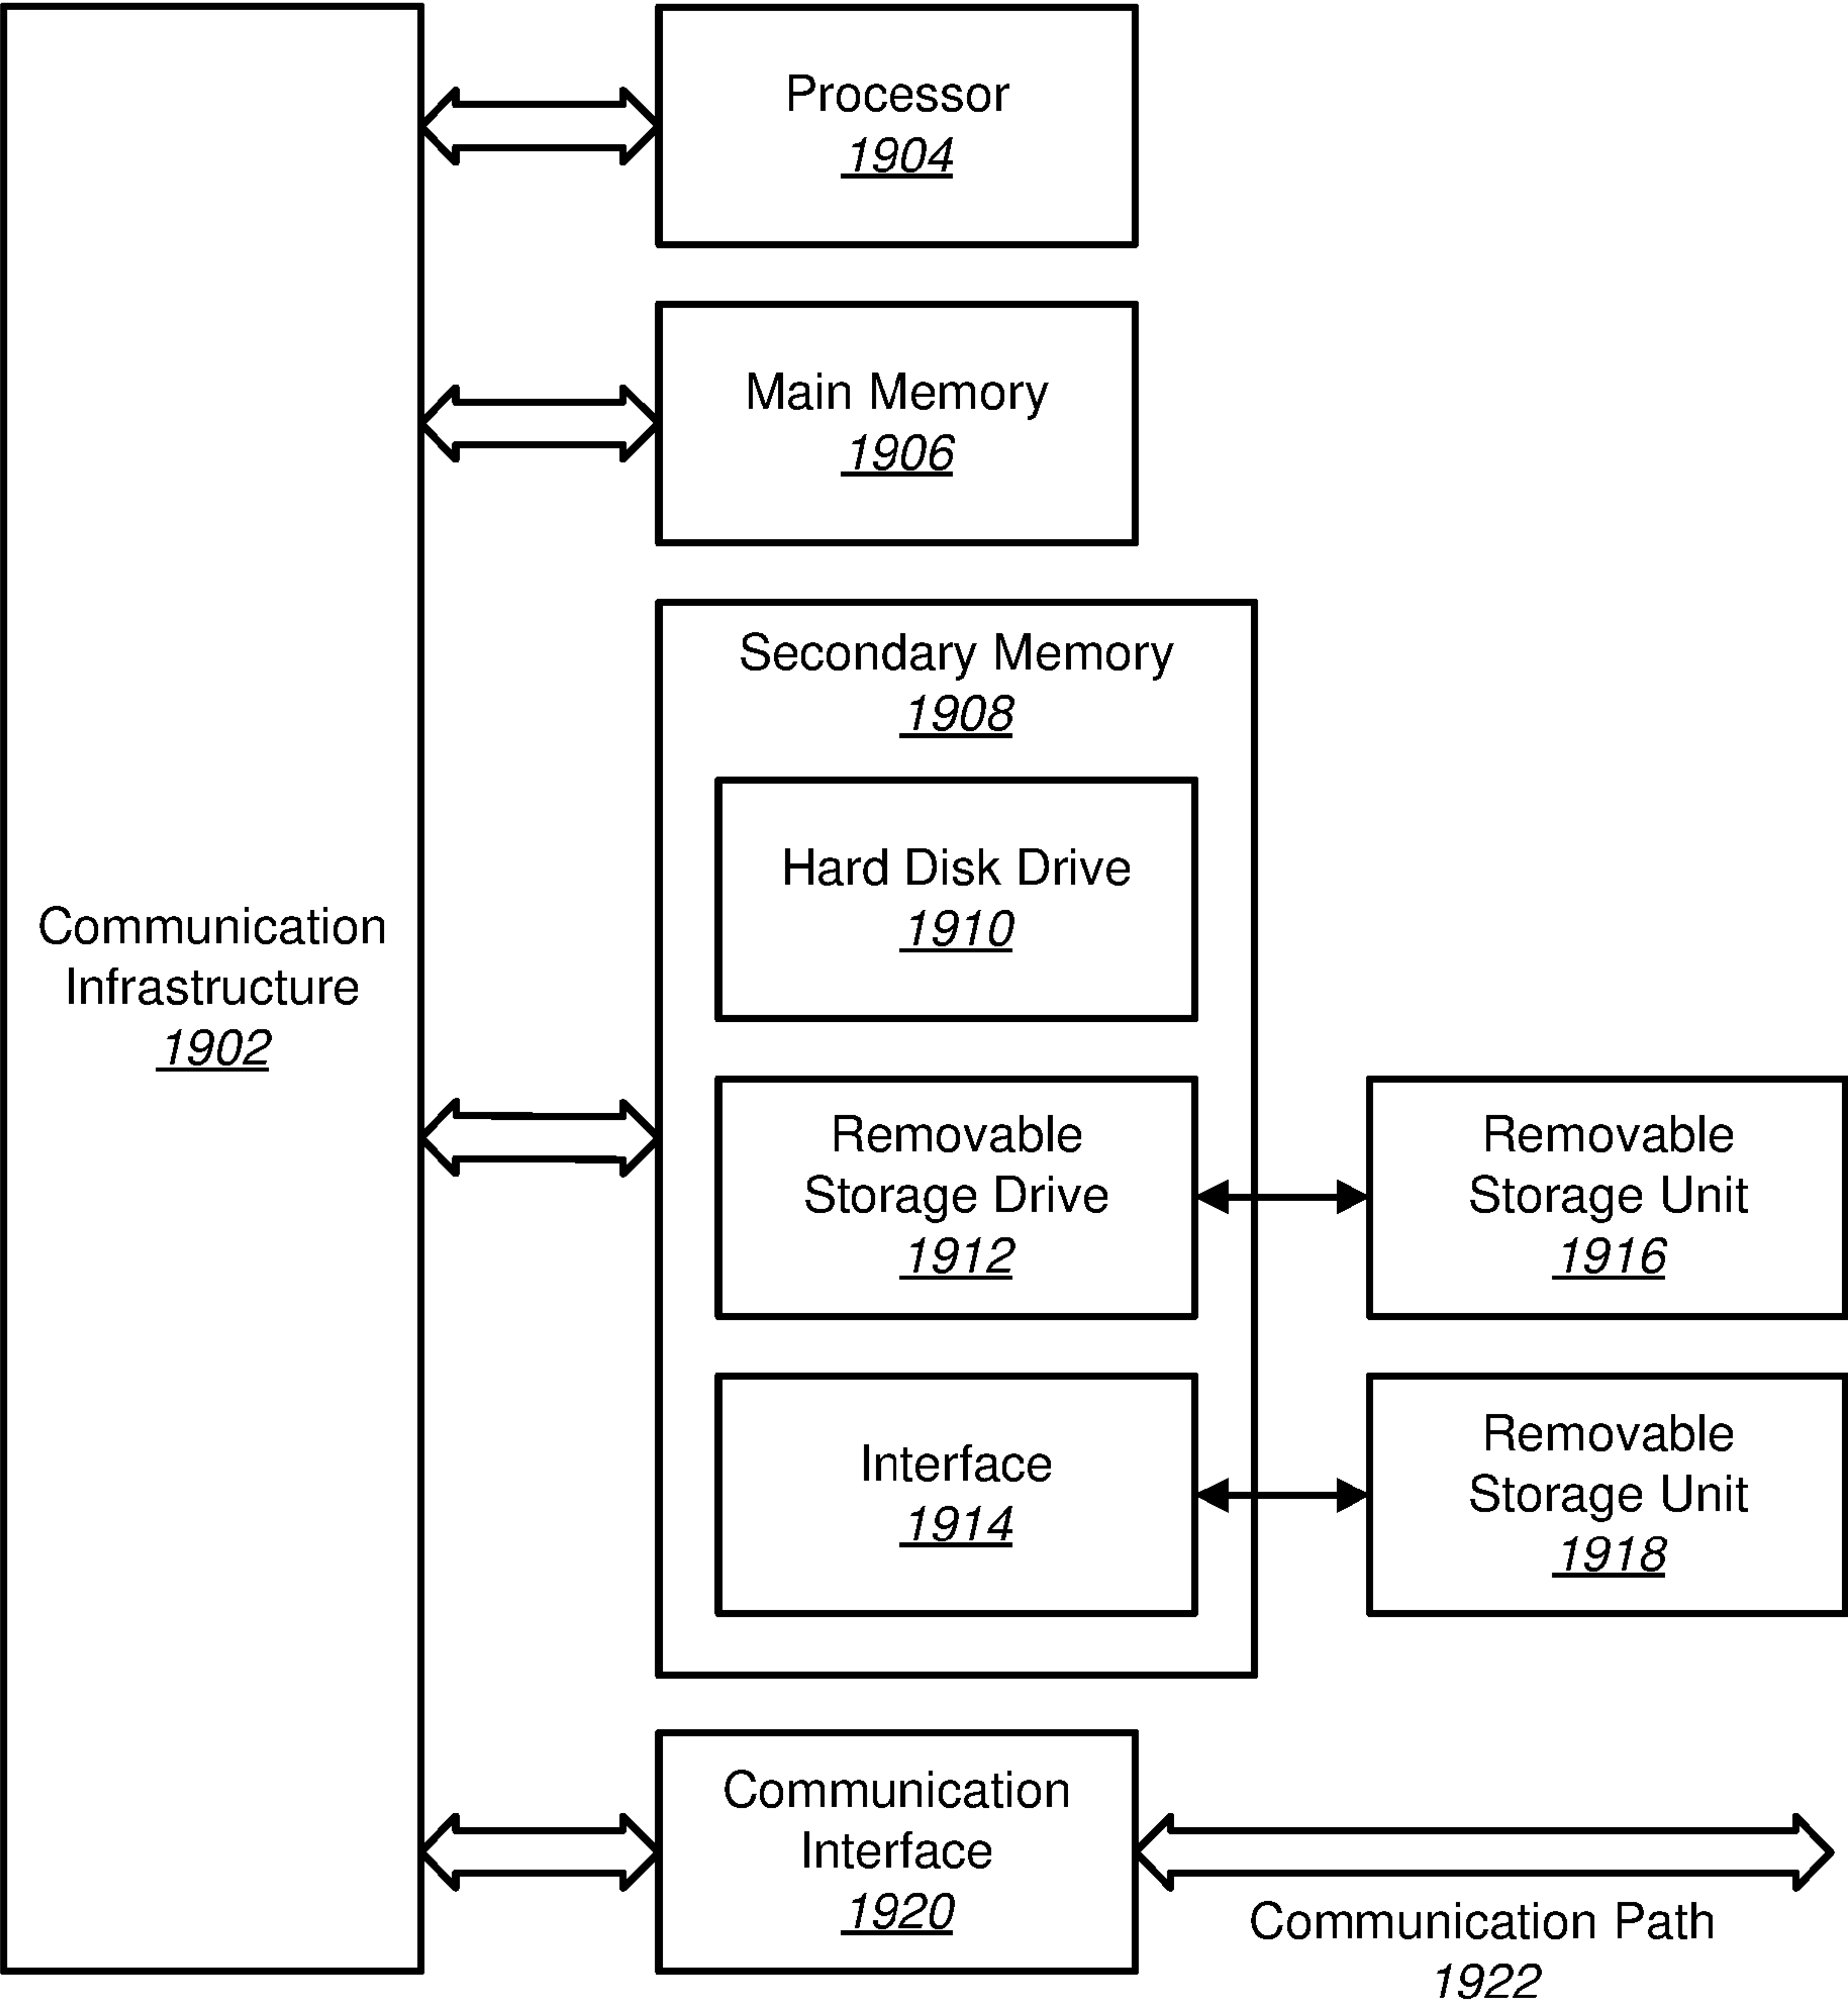 Processor
1904
Main Memory
1906
Secondary Memory
1908
Hard Disk Drive
1910
Communication
Infrastructure
1902
Removable
Storage Drive
1912
Removable
Storage Unit
1916
Interface
1914
Removable
Storage Unit
1918
Communication
Interface
1920
Communication Path
1922